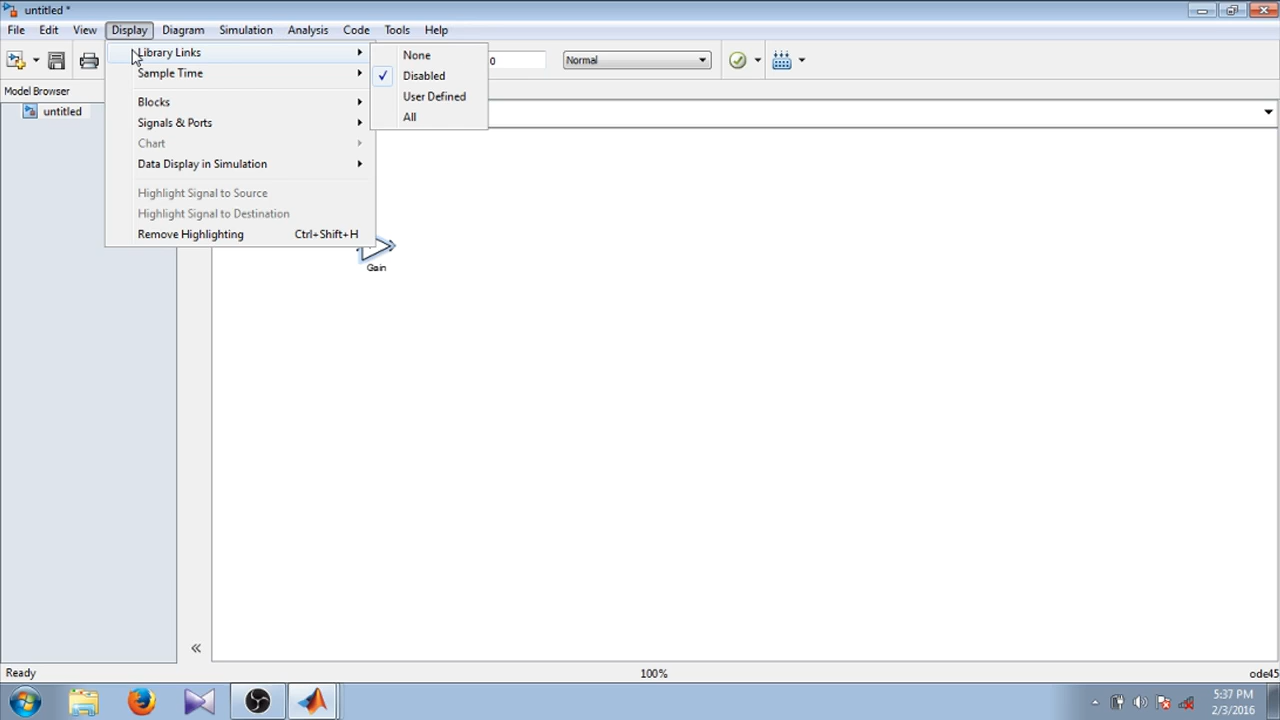 untitled *
File Edit View Display Diagram Simulation Analysis Code Tools Help
Library Links
Sample Time
Blocks
Signals & Ports
Chart
Data Display in Simulation
Highlight Signal to Source
Highlight Signal to Destination
Remove Highlighting Ctrl+Shift+H
None
Disabled
User Defined
All
0
Normal
Model Browser
untitled
Gain
«
Ready
100%
ode45
5:37 PM
2/3/2016